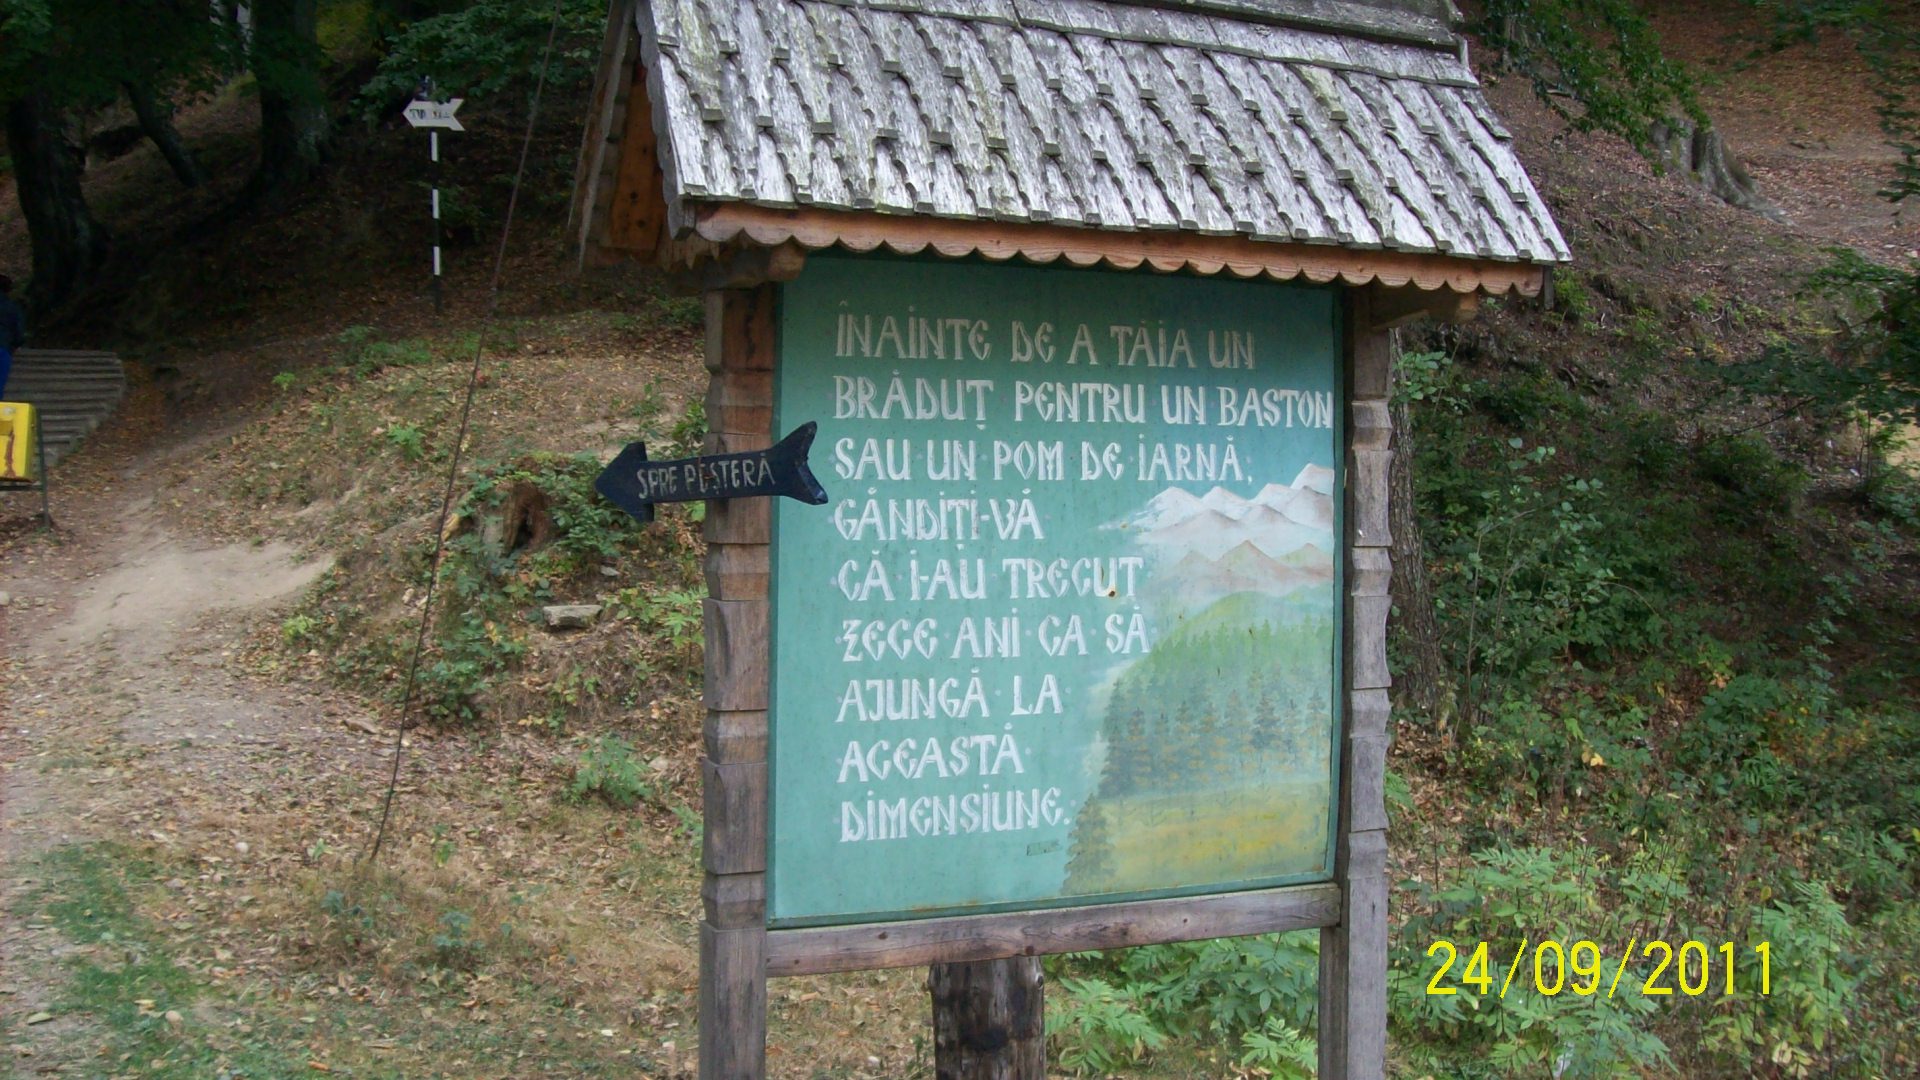 ÎNAINTE DE A TĂIA UN
BRĂDUȚ PENTRU UN BASTON
SAU UN POM DE IARNĂ,
GÂNDIȚI-VĂ
CĂ I-AU TRECUT
ZECE ANI CA SĂ
AJUNGĂ LA
ACEASTĂ
DIMENSIUNE.
SPRE PEȘTERĂ
24/09/2011